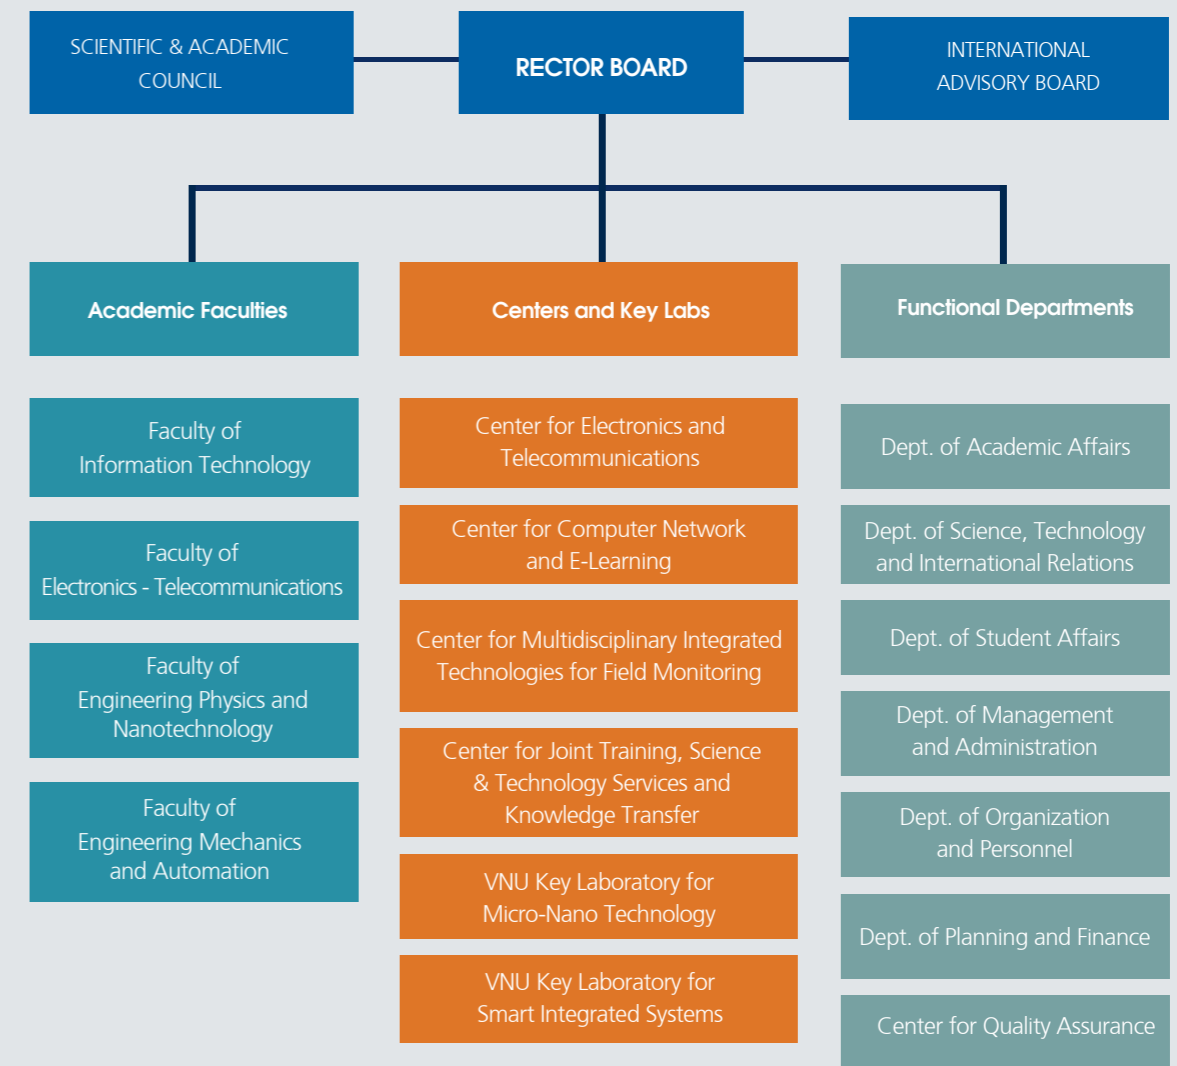 SCIENTIFIC & ACADEMIC
COUNCIL
RECTOR BOARD
INTERNATIONAL
ADVISORY BOARD
Academic Faculties
Faculty of
Information Technology
Faculty of
Electronics - Telecommunications
Faculty of
Engineering Physics and
Nanotechnology
Faculty of
Engineering Mechanics
and Automation
Centers and Key Labs
Center for Electronics and
Telecommunications
Center for Computer Network
and E-Learning
Center for Multidisciplinary Integrated
Technologies for Field Monitoring
Center for Joint Training, Science
& Technology Services and
Knowledge Transfer
VNU Key Laboratory for
Micro-Nano Technology
VNU Key Laboratory for
Smart Integrated Systems
Functional Departments
Dept. of Academic Affairs
Dept. of Science, Technology
and International Relations
Dept. of Student Affairs
Dept. of Management
and Administration
Dept. of Organization
and Personnel
Dept. of Planning and Finance
Center for Quality Assurance